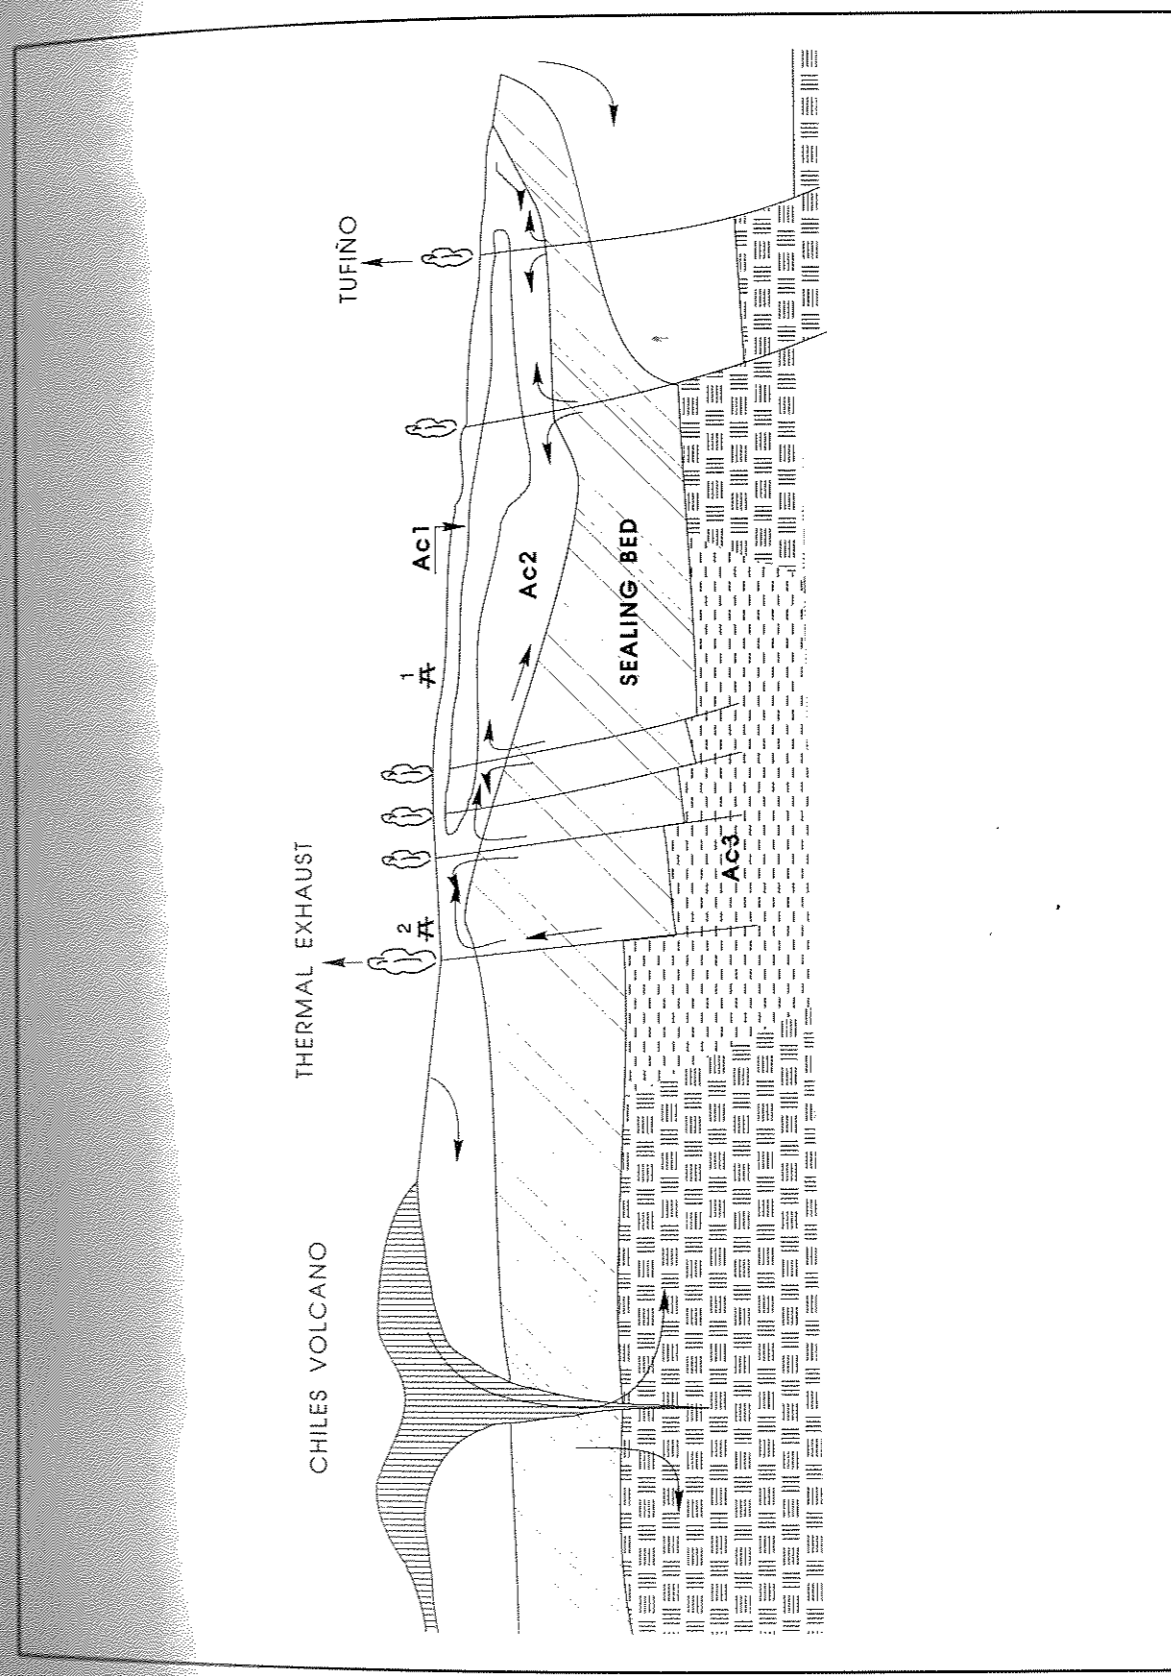 CHILES VOLCANO
THERMAL EXHAUST
TUFIÑO
2
1
Ac1
Ac2
SEALING BED
Ac3